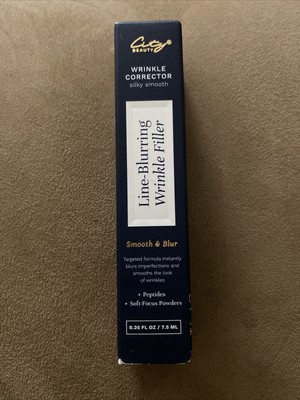 City®
BEAUTY
WRINKLE
CORRECTOR
silky smooth
Line-Blurring
Wrinkle Filler
Smooth & Blur
Targeted formula instantly
blurs imperfections and
smooths the look
of wrinkles
+ Peptides
+ Soft-Focus Powders
0.25 FL OZ / 7.5 ML